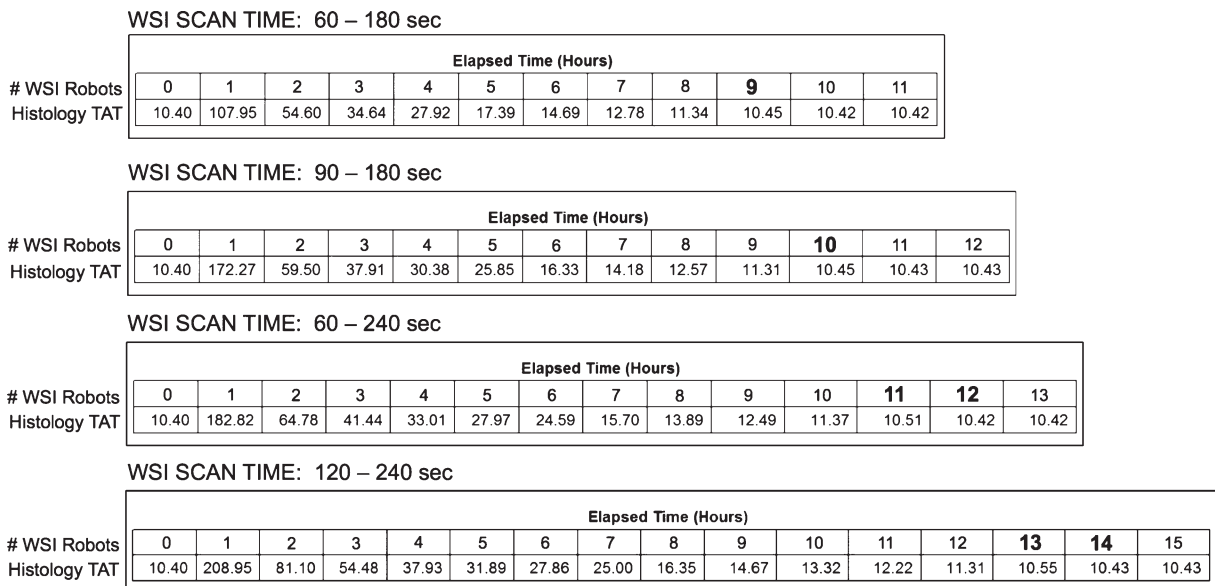 WSI SCAN TIME: 60 – 180 sec
Elapsed Time (Hours)
# WSI Robots 0 1 2 3 4 5 6 7 8 9 10 11
Histology TAT 10.40 107.95 54.60 34.64 27.92 17.39 14.69 12.78 11.34 10.45 10.42 10.42
WSI SCAN TIME: 90 – 180 sec
Elapsed Time (Hours)
# WSI Robots 0 1 2 3 4 5 6 7 8 9 10 11 12
Histology TAT 10.40 172.27 59.50 37.91 30.38 25.85 16.33 14.18 12.57 11.31 10.45 10.43 10.43
WSI SCAN TIME: 60 – 240 sec
Elapsed Time (Hours)
# WSI Robots 0 1 2 3 4 5 6 7 8 9 10 11 12 13
Histology TAT 10.40 182.82 64.78 41.44 33.01 27.97 24.59 15.70 13.89 12.49 11.37 10.51 10.42 10.42
WSI SCAN TIME: 120 – 240 sec
Elapsed Time (Hours)
# WSI Robots 0 1 2 3 4 5 6 7 8 9 10 11 12 13 14 15
Histology TAT 10.40 208.95 81.10 54.48 37.93 31.89 27.86 25.00 16.35 14.67 13.32 12.22 11.31 10.55 10.43 10.43